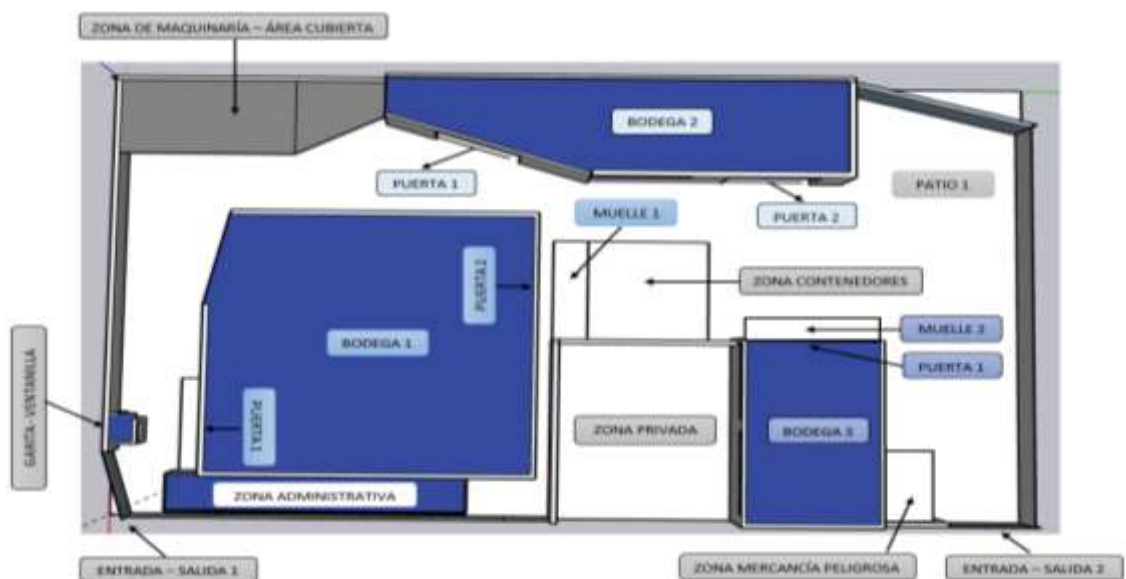 ZONA DE MAQUINARÍA – ÁREA CUBIERTA
BODEGA 2
PUERTA 1
PATIO 1
MUELLE 1
PUERTA 2
PUERTA 2
ZONA CONTENEDORES
BODEGA 1
MUELLE 2
PUERTA 1
GARITA - VENTANILLA
PUERTA 1
ZONA PRIVADA
BODEGA 3
ZONA ADMINISTRATIVA
ENTRADA – SALIDA 1
ZONA MERCANCÍA PELIGROSA
ENTRADA – SALIDA 2